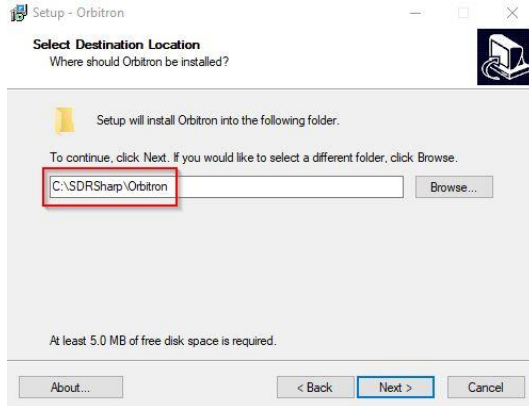 Setup - Orbitron
Select Destination Location
Where should Orbitron be installed?
Setup will install Orbitron into the following folder.
To continue, click Next. If you would like to select a different folder, click Browse.
C:\SDRSharp\Orbitron
Browse...
At least 5.0 MB of free disk space is required.
About...
< Back
Next >
Cancel